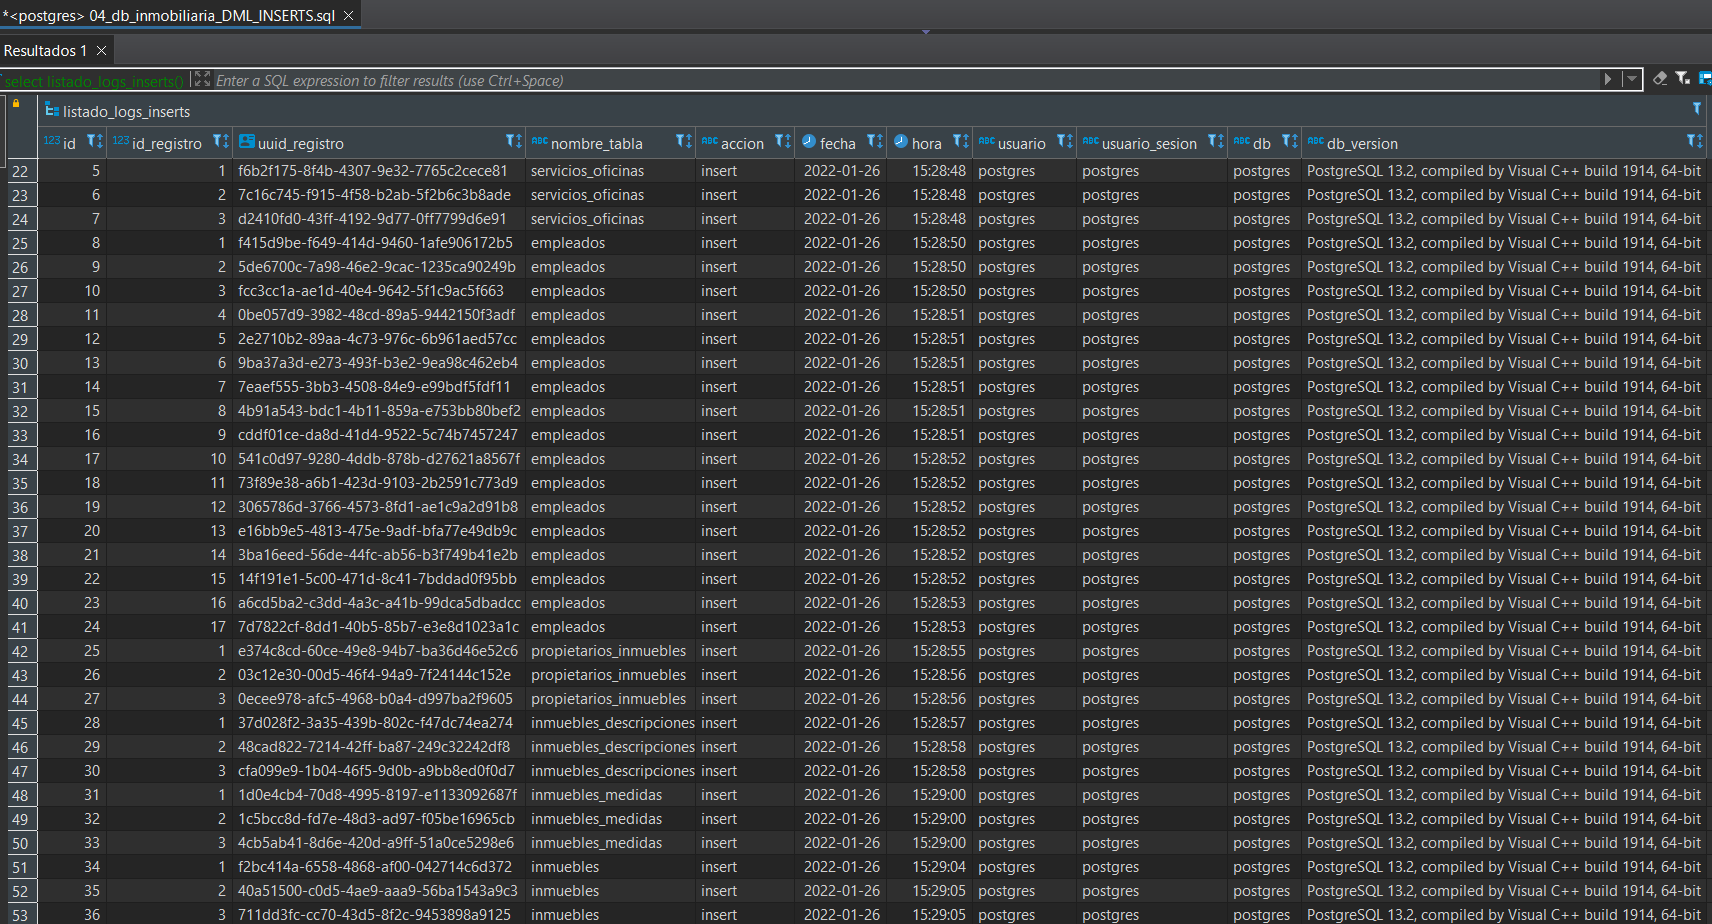 *<postgres> 04_db_inmobiliaria_DML_INSERTS.sql
Resultados 1
select listado_logs_inserts() Enter a SQL expression to filter results (use Ctrl+Space)
listado_logs_inserts
123 id 123 id_registro uuid_registro ABC nombre_tabla ABC accion fecha hora ABC usuario ABC usuario_sesion ABC db ABC db_version
22 5 1 f6b2f175-8f4b-4307-9e32-7765c2cece81 servicios_oficinas insert 2022-01-26 15:28:48 postgres postgres postgres PostgreSQL 13.2, compiled by Visual C++ build 1914, 64-bit
23 6 2 7c16c745-f915-4f58-b2ab-5f2b6c3b8ade servicios_oficinas insert 2022-01-26 15:28:48 postgres postgres postgres PostgreSQL 13.2, compiled by Visual C++ build 1914, 64-bit
24 7 3 d2410fd0-43ff-4192-9d77-0ff7799d6e91 servicios_oficinas insert 2022-01-26 15:28:48 postgres postgres postgres PostgreSQL 13.2, compiled by Visual C++ build 1914, 64-bit
25 8 1 f415d9be-f649-414d-9460-1afe906172b5 empleados insert 2022-01-26 15:28:50 postgres postgres postgres PostgreSQL 13.2, compiled by Visual C++ build 1914, 64-bit
26 9 2 5de6700c-7a98-46e2-9cac-1235ca90249b empleados insert 2022-01-26 15:28:50 postgres postgres postgres PostgreSQL 13.2, compiled by Visual C++ build 1914, 64-bit
27 10 3 fcc3cc1a-ae1d-40e4-9642-5f1c9ac5f663 empleados insert 2022-01-26 15:28:50 postgres postgres postgres PostgreSQL 13.2, compiled by Visual C++ build 1914, 64-bit
28 11 4 0be057d9-3982-48cd-89a5-9442150f3adf empleados insert 2022-01-26 15:28:51 postgres postgres postgres PostgreSQL 13.2, compiled by Visual C++ build 1914, 64-bit
29 12 5 2e2710b2-89aa-4c73-976c-6b961aed57cc empleados insert 2022-01-26 15:28:51 postgres postgres postgres PostgreSQL 13.2, compiled by Visual C++ build 1914, 64-bit
30 13 6 9ba37a3d-e273-493f-b3e2-9ea98c462eb4 empleados insert 2022-01-26 15:28:51 postgres postgres postgres PostgreSQL 13.2, compiled by Visual C++ build 1914, 64-bit
31 14 7 7eaef555-3bb3-4508-84e9-e99bdf5fdf11 empleados insert 2022-01-26 15:28:51 postgres postgres postgres PostgreSQL 13.2, compiled by Visual C++ build 1914, 64-bit
32 15 8 4b91a543-bdc1-4b11-859a-e753bb80bef2 empleados insert 2022-01-26 15:28:51 postgres postgres postgres PostgreSQL 13.2, compiled by Visual C++ build 1914, 64-bit
33 16 9 cddf01ce-da8d-41d4-9522-5c74b7457247 empleados insert 2022-01-26 15:28:51 postgres postgres postgres PostgreSQL 13.2, compiled by Visual C++ build 1914, 64-bit
34 17 10 541c0d97-9280-4ddb-878b-d27621a8567f empleados insert 2022-01-26 15:28:52 postgres postgres postgres PostgreSQL 13.2, compiled by Visual C++ build 1914, 64-bit
35 18 11 73f89e38-a6b1-423d-9103-2b2591c773d9 empleados insert 2022-01-26 15:28:52 postgres postgres postgres PostgreSQL 13.2, compiled by Visual C++ build 1914, 64-bit
36 19 12 3065786d-3766-4573-8fd1-ae1c9a2d91b8 empleados insert 2022-01-26 15:28:52 postgres postgres postgres PostgreSQL 13.2, compiled by Visual C++ build 1914, 64-bit
37 20 13 e16bb9e5-4813-475e-9adf-bfa77e49db9c empleados insert 2022-01-26 15:28:52 postgres postgres postgres PostgreSQL 13.2, compiled by Visual C++ build 1914, 64-bit
38 21 14 3ba16eed-56de-44fc-ab56-b3f749b41e2b empleados insert 2022-01-26 15:28:52 postgres postgres postgres PostgreSQL 13.2, compiled by Visual C++ build 1914, 64-bit
39 22 15 14f191e1-5c00-471d-8c41-7bddad0f95bb empleados insert 2022-01-26 15:28:52 postgres postgres postgres PostgreSQL 13.2, compiled by Visual C++ build 1914, 64-bit
40 23 16 a6cd5ba2-c3dd-4a3c-a41b-99dca5dbadcc empleados insert 2022-01-26 15:28:53 postgres postgres postgres PostgreSQL 13.2, compiled by Visual C++ build 1914, 64-bit
41 24 17 7d7822cf-8dd1-40b5-85b7-e3e8d1023a1c empleados insert 2022-01-26 15:28:53 postgres postgres postgres PostgreSQL 13.2, compiled by Visual C++ build 1914, 64-bit
42 25 1 e374c8cd-60ce-49e8-94b7-ba36d46e52c6 propietarios_inmuebles insert 2022-01-26 15:28:55 postgres postgres postgres PostgreSQL 13.2, compiled by Visual C++ build 1914, 64-bit
43 26 2 03c12e30-00d5-46f4-94a9-7f24144c152e propietarios_inmuebles insert 2022-01-26 15:28:56 postgres postgres postgres PostgreSQL 13.2, compiled by Visual C++ build 1914, 64-bit
44 27 3 0ecee978-afc5-4968-b0a4-d997ba2f9605 propietarios_inmuebles insert 2022-01-26 15:28:56 postgres postgres postgres PostgreSQL 13.2, compiled by Visual C++ build 1914, 64-bit
45 28 1 37d028f2-3a35-439b-802c-f47dc74ea274 inmuebles_descripciones insert 2022-01-26 15:28:57 postgres postgres postgres PostgreSQL 13.2, compiled by Visual C++ build 1914, 64-bit
46 29 2 48cad822-7214-42ff-ba87-249c32242df8 inmuebles_descripciones insert 2022-01-26 15:28:58 postgres postgres postgres PostgreSQL 13.2, compiled by Visual C++ build 1914, 64-bit
47 30 3 cfa099e9-1b04-46f5-9d0b-a9bb8ed0f0d7 inmuebles_descripciones insert 2022-01-26 15:28:58 postgres postgres postgres PostgreSQL 13.2, compiled by Visual C++ build 1914, 64-bit
48 31 1 1d0e4cb4-70d8-4995-8197-e1133092687f inmuebles_medidas insert 2022-01-26 15:29:00 postgres postgres postgres PostgreSQL 13.2, compiled by Visual C++ build 1914, 64-bit
49 32 2 1c5bcc8d-fd7e-48d3-ad97-f05be16965cb inmuebles_medidas insert 2022-01-26 15:29:00 postgres postgres postgres PostgreSQL 13.2, compiled by Visual C++ build 1914, 64-bit
50 33 3 4cb5ab41-8d6e-420d-a9ff-51a0ce5298e6 inmuebles_medidas insert 2022-01-26 15:29:00 postgres postgres postgres PostgreSQL 13.2, compiled by Visual C++ build 1914, 64-bit
51 34 1 f2bc414a-6558-4868-af00-042714c6d372 inmuebles insert 2022-01-26 15:29:04 postgres postgres postgres PostgreSQL 13.2, compiled by Visual C++ build 1914, 64-bit
52 35 2 40a51500-c0d5-4ae9-aaa9-56ba1543a9c3 inmuebles insert 2022-01-26 15:29:05 postgres postgres postgres PostgreSQL 13.2, compiled by Visual C++ build 1914, 64-bit
53 36 3 711dd3fc-cc70-43d5-8f2c-9453898a9125 inmuebles insert 2022-01-26 15:29:05 postgres postgres postgres PostgreSQL 13.2, compiled by Visual C++ build 1914, 64-bit